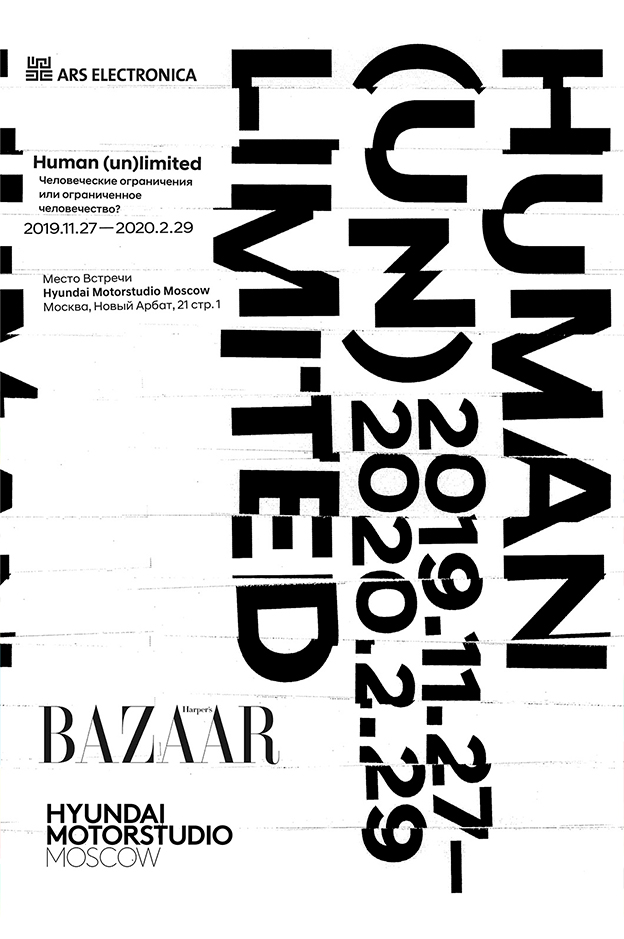 ARS ELECTRONICA
Human (un)limited
Человеческие ограничения
или ограниченное
человечество?
2019.11.27—2020.2.29
Место Встречи
Hyundai Motorstudio Moscow
Москва, Новый Арбат, 21 стр. 1
HUMAN
(UN)
LIMITED
2019.11.27—
2020.2.29
Harper's
BAZAAR
HYUNDAI
MOTORSTUDIO
MOSCOW